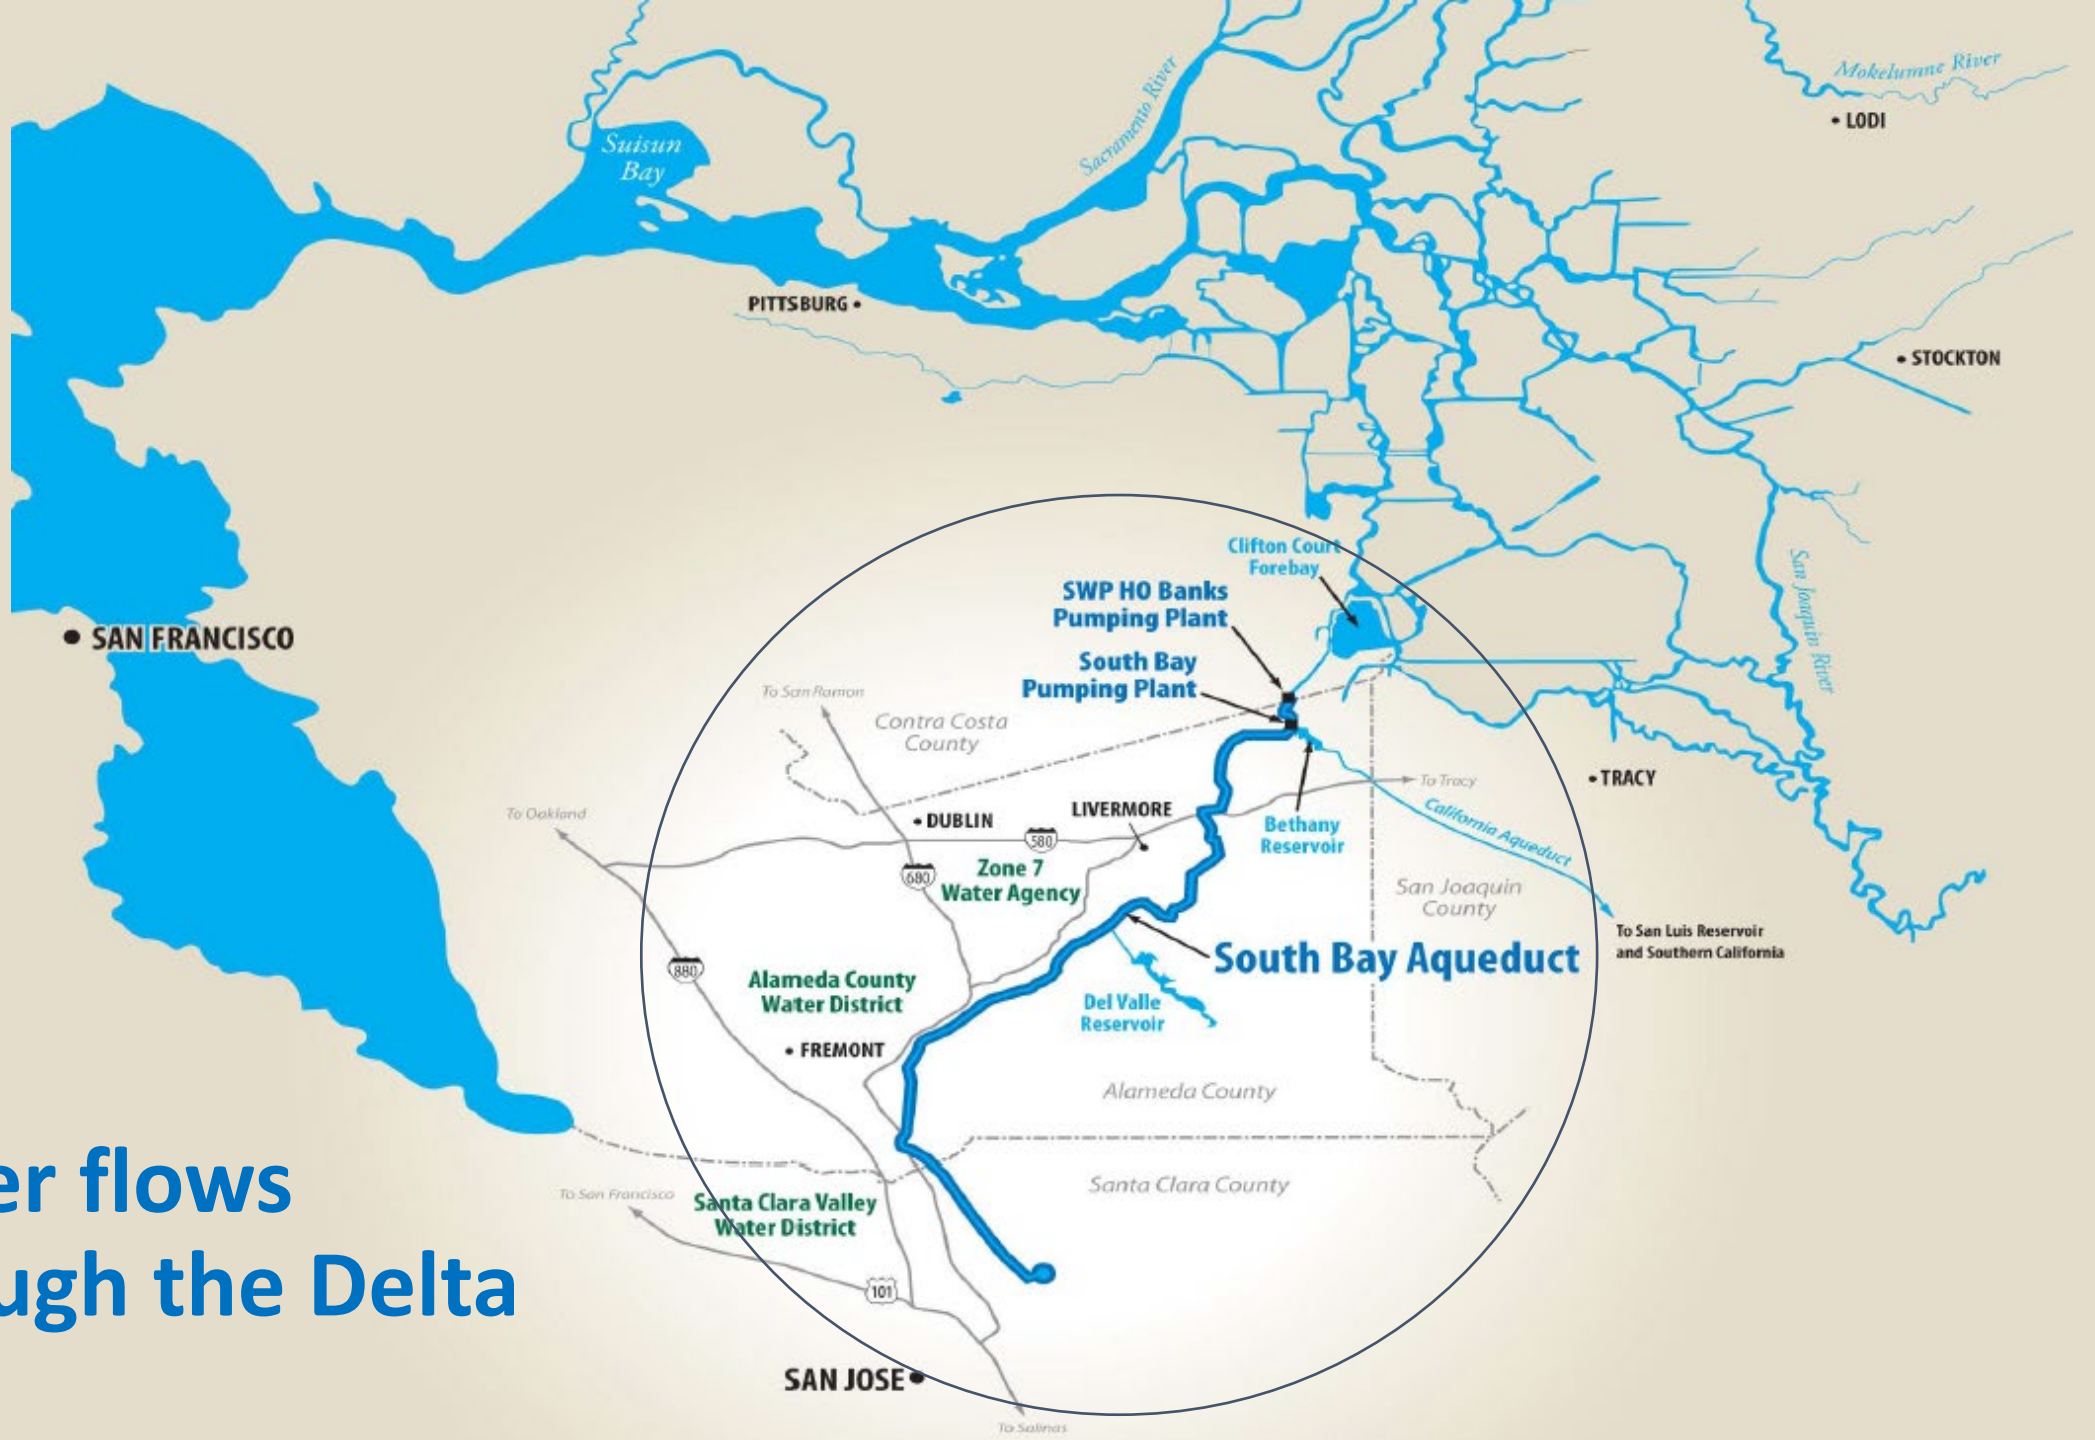 Mokelumne River
• LODI
Sacramento River
Suisun
Bay
PITTSBURG •
• STOCKTON
San Joaquin River
Clifton Court
Forebay
SWP HO Banks
Pumping Plant
• SAN FRANCISCO
South Bay
Pumping Plant
To San Ramon
Contra Costa
County
To Tracy
• TRACY
To Oakland
• DUBLIN
LIVERMORE
580
Bethany
Reservoir
California Aqueduct
680
Zone 7
Water Agency
San Joaquin
County
To San Luis Reservoir
and Southern California
South Bay Aqueduct
880
Alameda County
Water District
Del Valle
Reservoir
• FREMONT
Alameda County
er flows
ugh the Delta
Santa Clara County
To San Francisco
Santa Clara Valley
Water District
101
SAN JOSE •
To Salinas